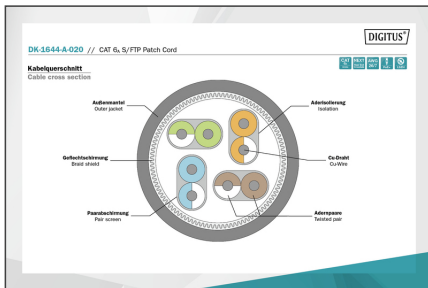 DIGITUS®
DK-1644-A-020 // CAT 6A S/FTP Patch Cord
Kabelquerschnitt
Cable cross section
Außenmantel
Outer jacket
Aderisolierung
Isolation
Geflechtschirmung
Braid shield
Cu-Draht
Cu-Wire
Paarabschirmung
Pair screen
Adernpaare
Twisted pair